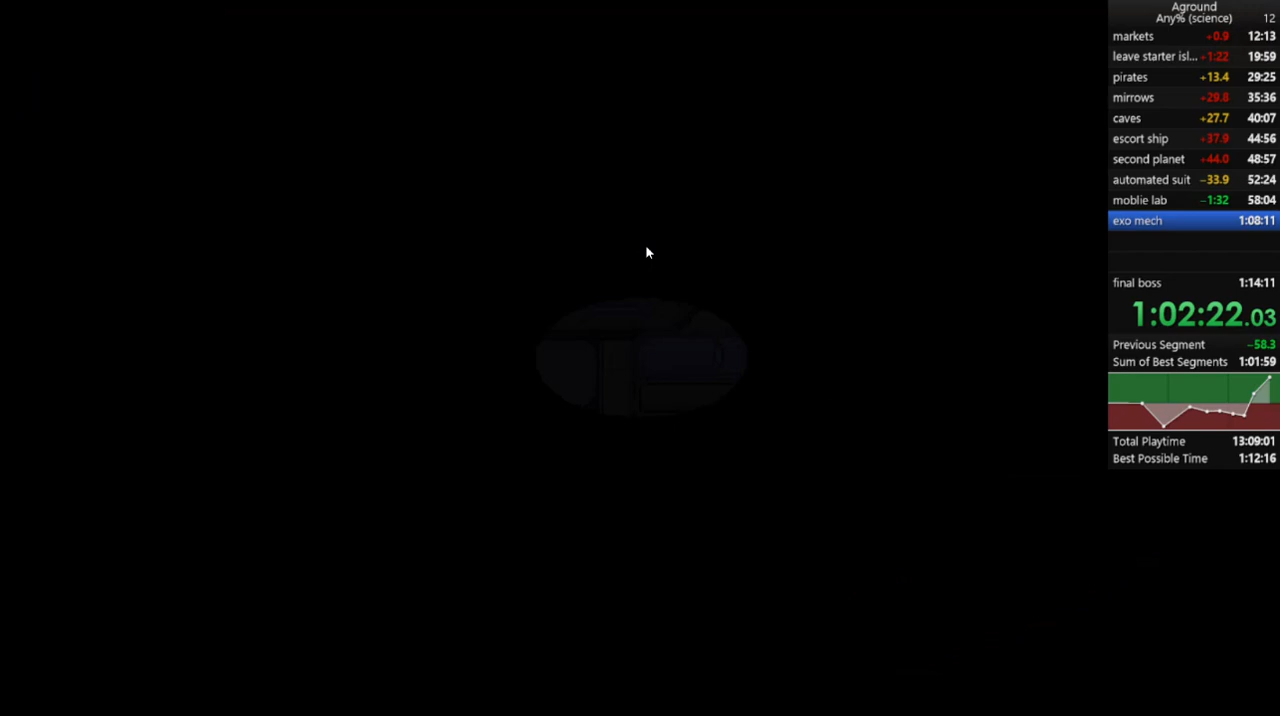 Aground
Any% (science) 12
markets +0.9 12:13
leave starter isl... +1:22 19:59
pirates +13.4 29:25
mirrows +29.8 35:36
caves +27.7 40:07
escort ship +37.9 44:56
second planet +44.0 48:57
automated suit −33.9 52:24
moblie lab −1:32 58:04
exo mech 1:08:11
final boss 1:14:11
1:02:22.03
Previous Segment −58.3
Sum of Best Segments 1:01:59
Total Playtime 13:09:01
Best Possible Time 1:12:16